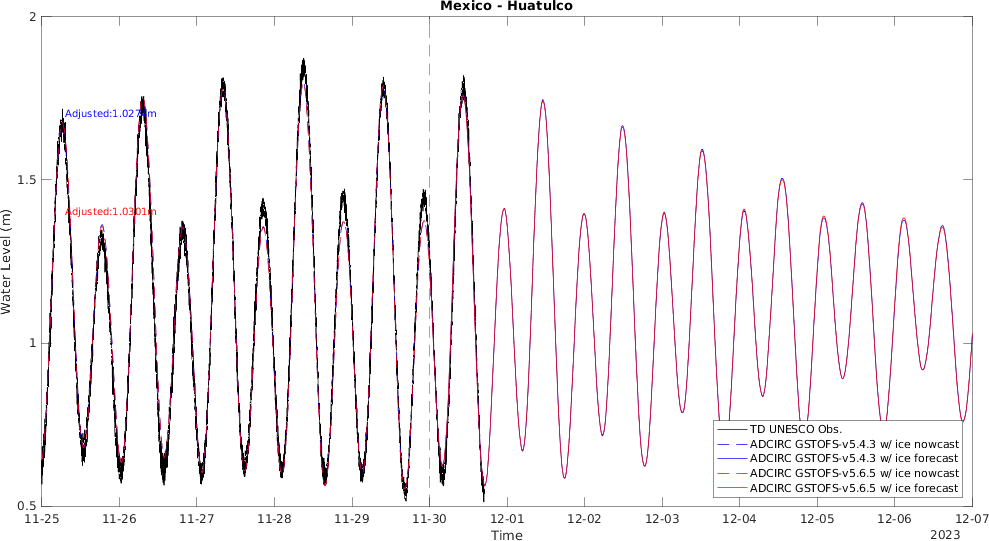 Mexico - Huatulco
2
1.5
1
0.5
Water Level (m)
Adjusted:1.027 m
Adjusted:1.0301m
TD UNESCO Obs.
ADCIRC GSTOFS-v5.4.3 w/ ice nowcast
ADCIRC GSTOFS-v5.4.3 w/ ice forecast
ADCIRC GSTOFS-v5.6.5 w/ ice nowcast
ADCIRC GSTOFS-v5.6.5 w/ ice forecast
11-25 11-26 11-27 11-28 11-29 11-30 12-01 12-02 12-03 12-04 12-05 12-06 12-07
Time
2023